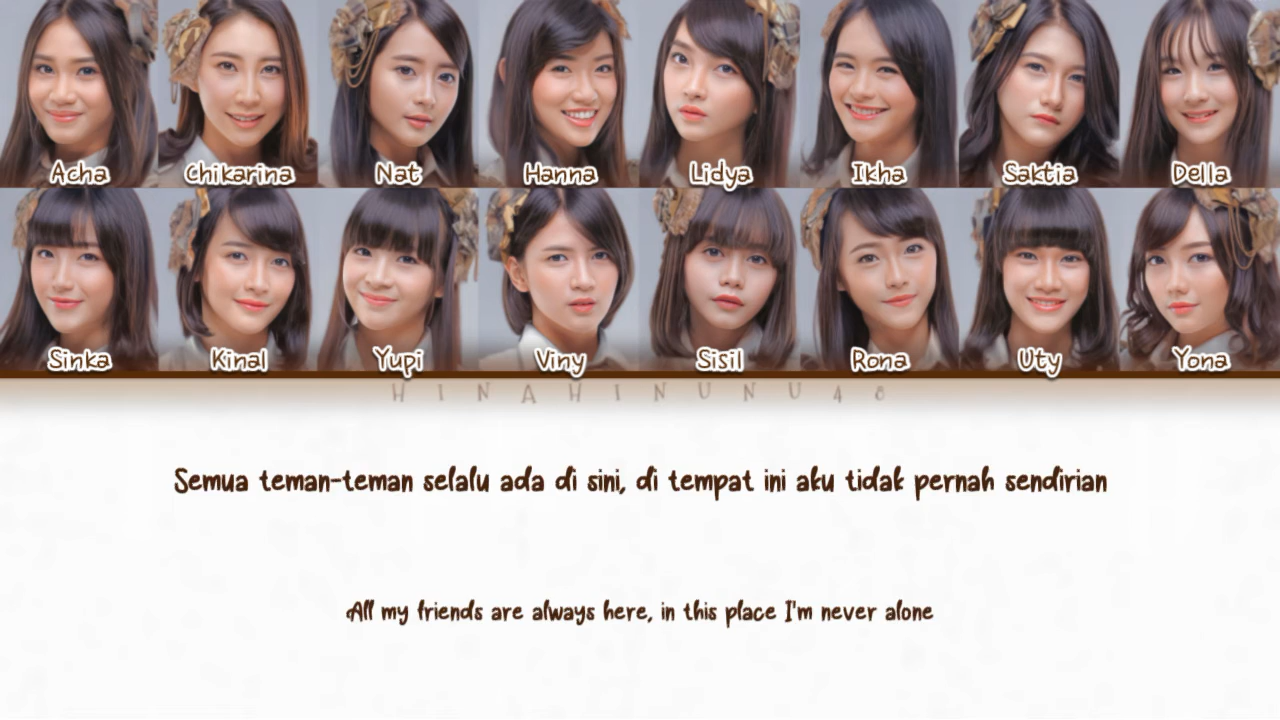 Acha Chikarina Nat Hanna Lidya Ikha Saktia Della
Sinka Kinal Yupi Viny Sisil Rona Uty Yona
HINAHINUNU48
Semua teman-teman selalu ada di sini, di tempat ini aku tidak pernah sendirian
All my friends are always here, in this place I'm never alone